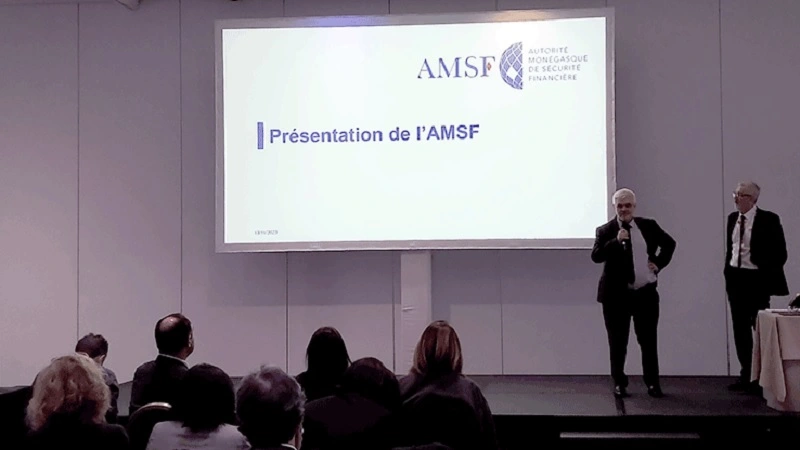 AMSF
AUTORITÉ
MONÉGASQUE
DE SÉCURITÉ
FINANCIÈRE
Présentation de l'AMSF